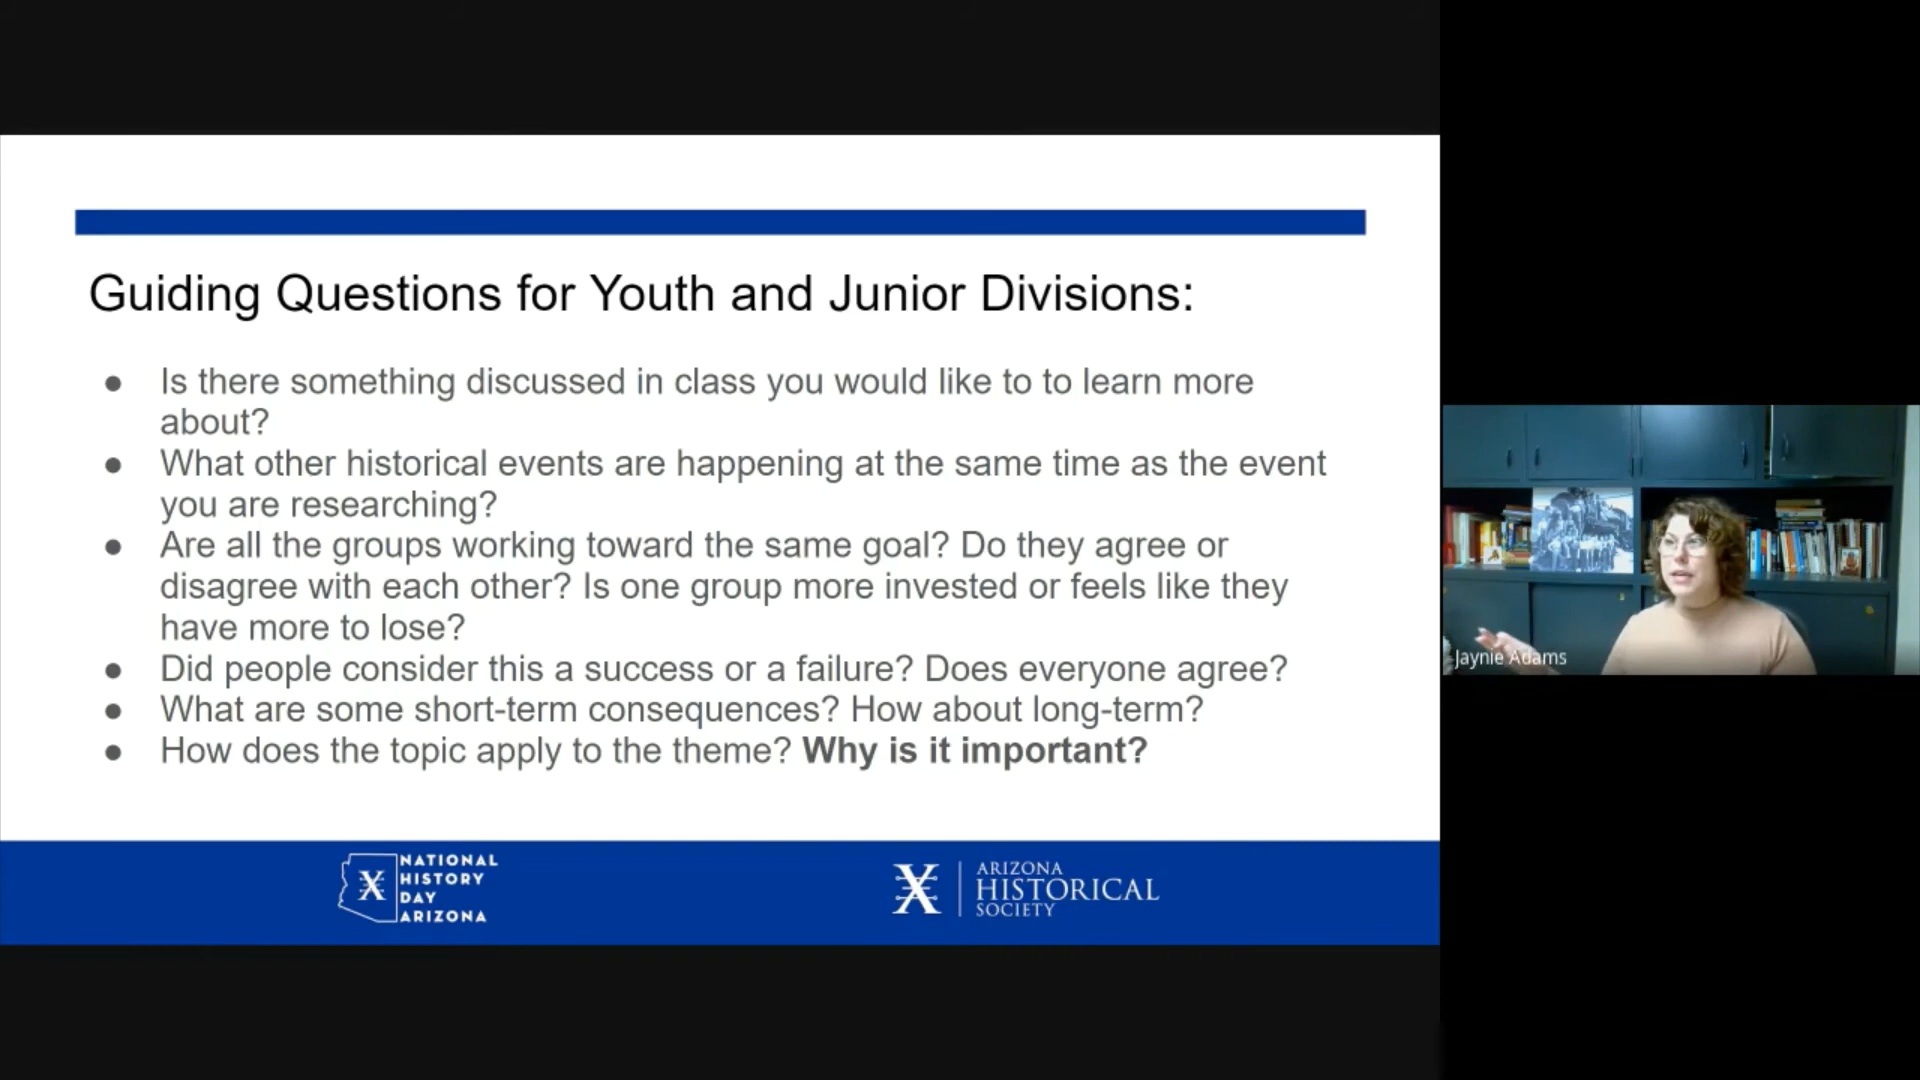 Guiding Questions for Youth and Junior Divisions:
● Is there something discussed in class you would like to to learn more
about?
● What other historical events are happening at the same time as the event
you are researching?
● Are all the groups working toward the same goal? Do they agree or
disagree with each other? Is one group more invested or feels like they
have more to lose?
● Did people consider this a success or a failure? Does everyone agree?
● What are some short-term consequences? How about long-term?
● How does the topic apply to the theme? Why is it important?
NATIONAL
HISTORY
DAY
ARIZONA
ARIZONA
HISTORICAL
SOCIETY
Jaynie Adams